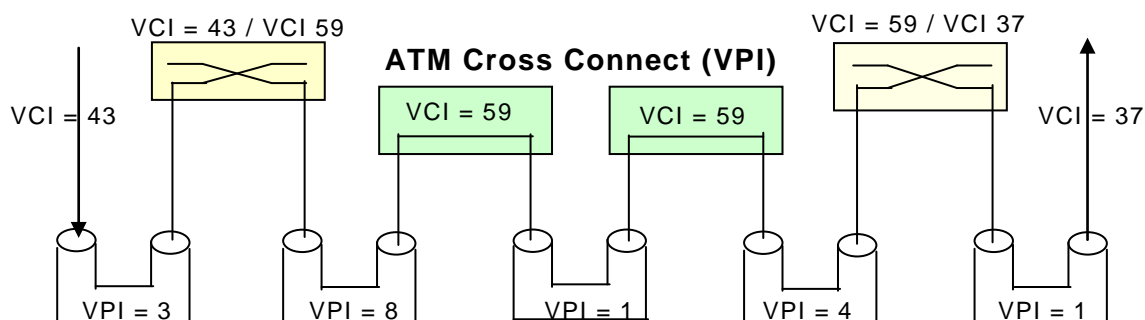 VCI = 43 / VCI 59
VCI = 59 / VCI 37
ATM Cross Connect (VPI)
VCI = 43
VCI = 59
VCI = 59
VCI = 37
VPI = 3
VPI = 8
VPI = 1
VPI = 4
VPI = 1